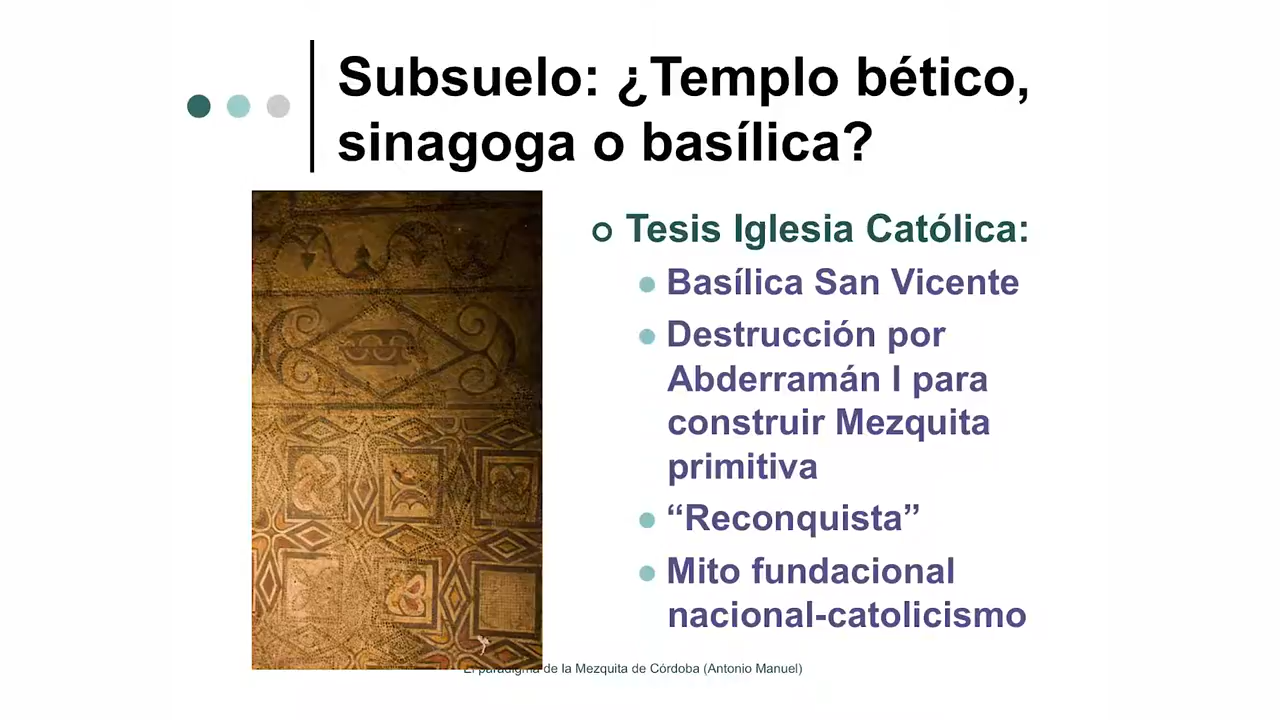 Subsuelo: ¿Templo bético,
sinagoga o basílica?
Tesis Iglesia Católica:
Basílica San Vicente
Destrucción por
Abderramán I para
construir Mezquita
primitiva
“Reconquista”
Mito fundacional
nacional-catolicismo
El paradigma de la Mezquita de Córdoba (Antonio Manuel)